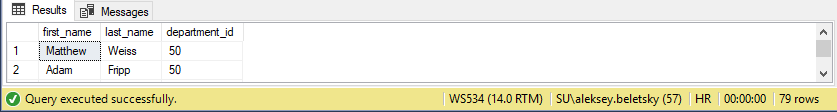 Results Messages
first_name last_name department_id
1 Matthew Weiss 50
2 Adam Fripp 50
Query executed successfully. WS534 (14.0 RTM) SU\aleksey.beletsky (57) HR 00:00:00 79 rows